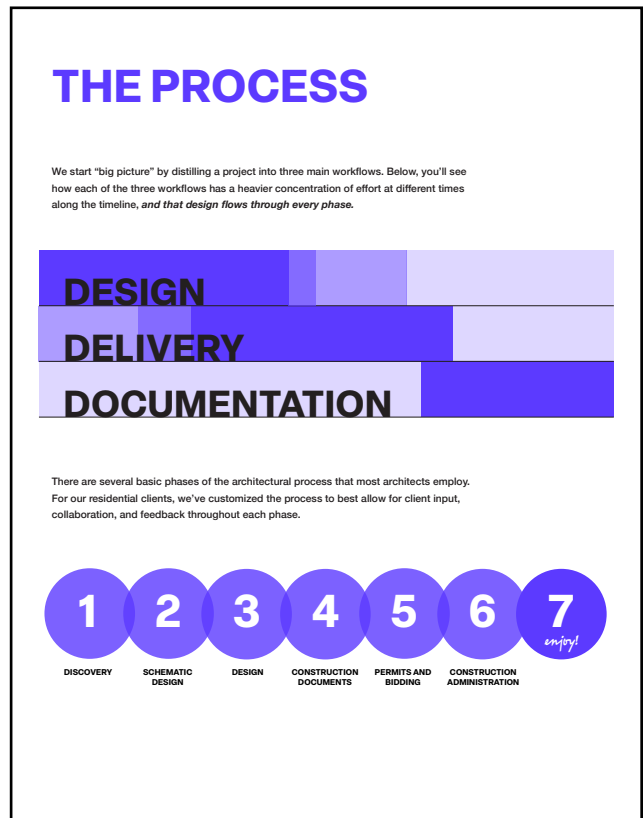 THE PROCESS
We start “big picture” by distilling a project into three main workflows. Below, you’ll see
how each of the three workflows has a heavier concentration of effort at different times
along the timeline, and that design flows through every phase.
DESIGN
DELIVERY
DOCUMENTATION
There are several basic phases of the architectural process that most architects employ.
For our residential clients, we’ve customized the process to best allow for client input,
collaboration, and feedback throughout each phase.
1 2 3 4 5 6 7
enjoy!
DISCOVERY
SCHEMATIC
DESIGN
DESIGN
CONSTRUCTION
DOCUMENTS
PERMITS AND
BIDDING
CONSTRUCTION
ADMINISTRATION